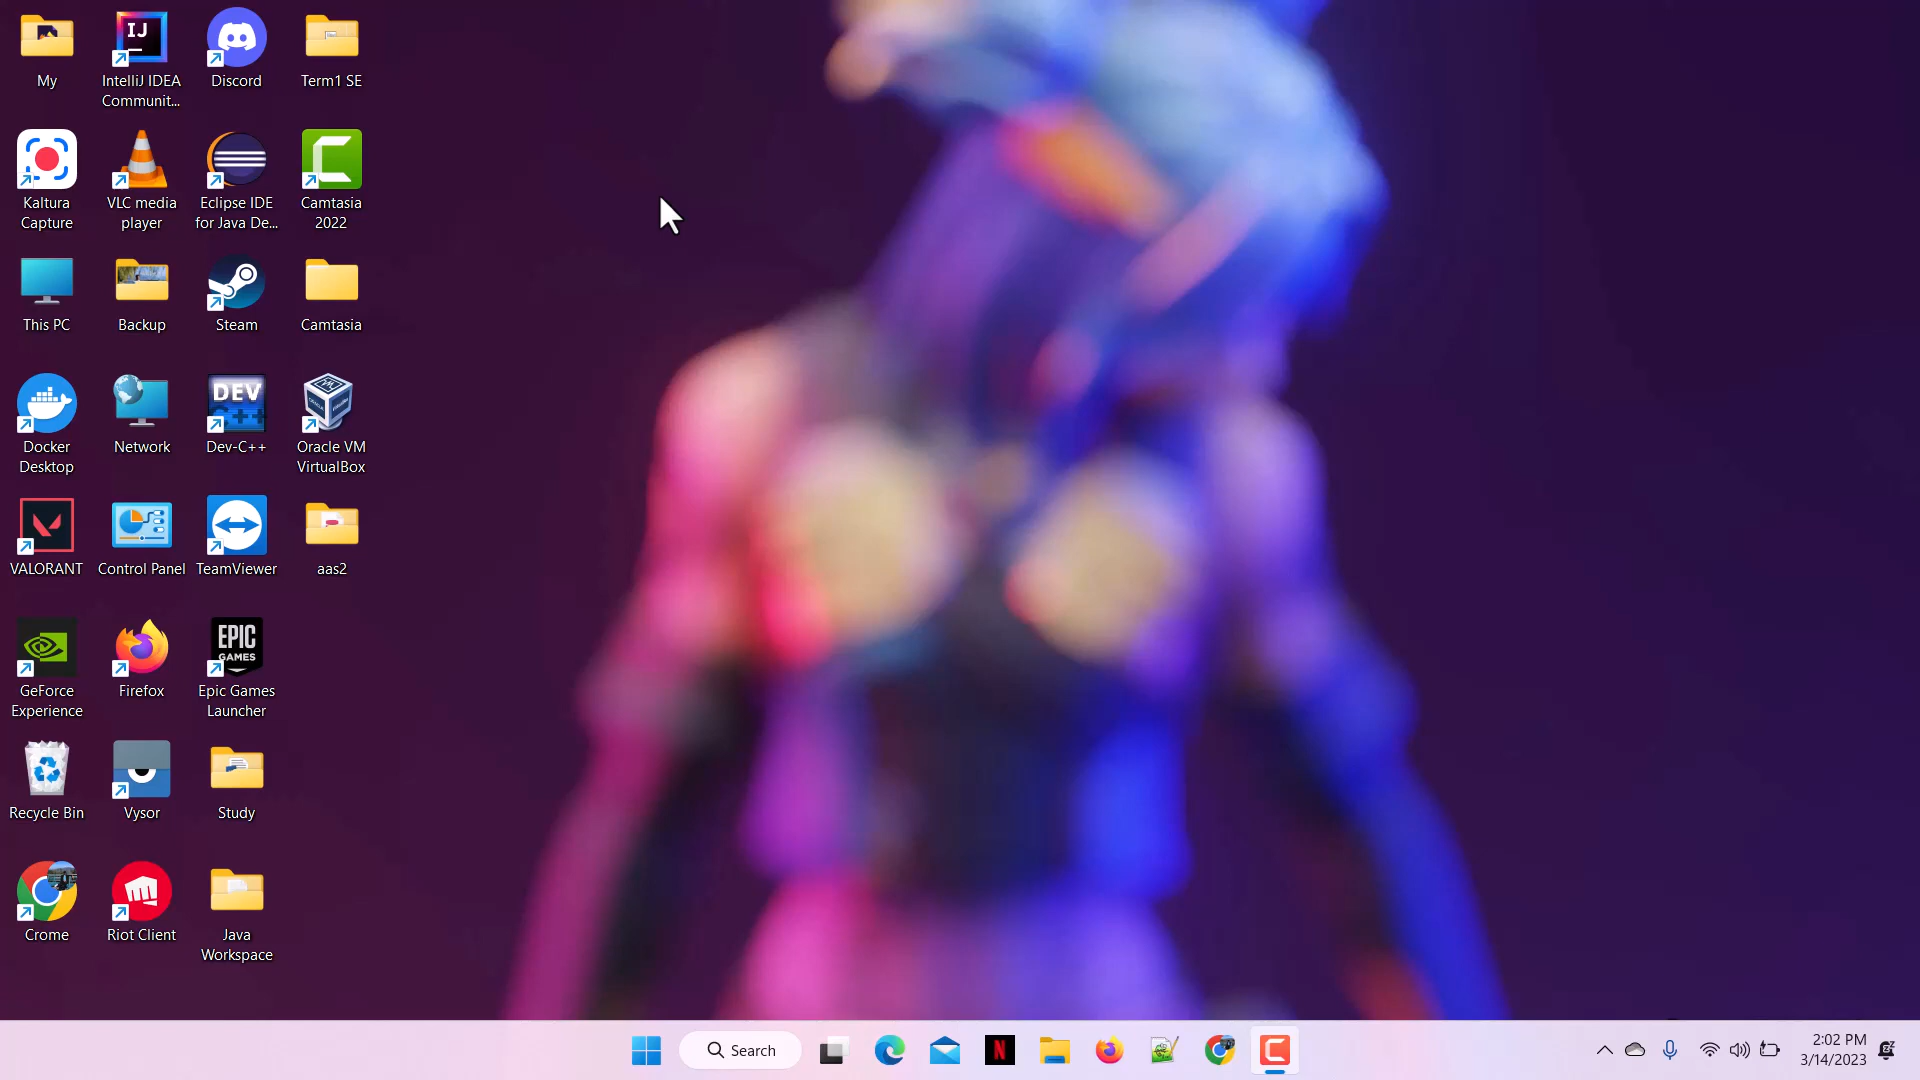 My
IntelliJ IDEA
Communit...
Discord
Term1 SE
Kaltura
Capture
VLC media
player
Eclipse IDE
for Java De...
Camtasia
2022
This PC
Backup
Steam
Camtasia
Docker
Desktop
Network
DEV
C++
Dev-C++
Oracle VM
VirtualBox
VALORANT
Control Panel
TeamViewer
aas2
GeForce
Experience
Firefox
EPIC
GAMES
Epic Games
Launcher
Recycle Bin
Vysor
Study
Crome
Riot Client
Java
Workspace
Search
2:02 PM
3/14/2023